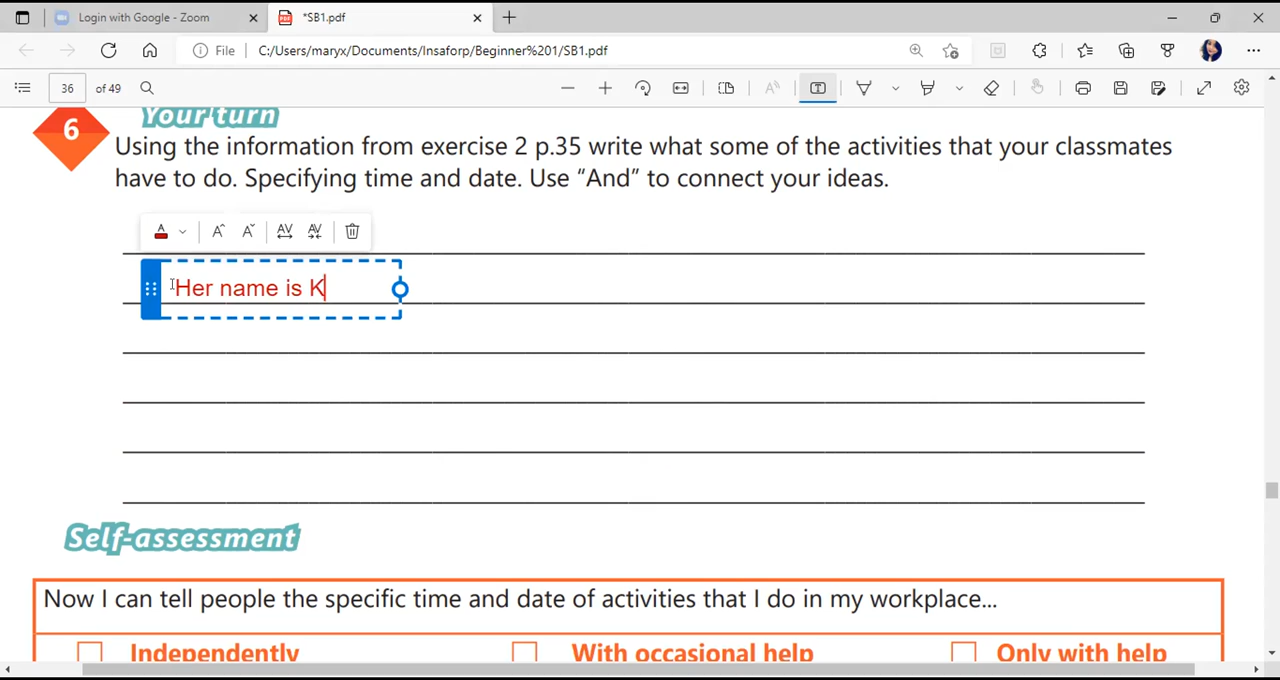 Login with Google - Zoom
*SB1.pdf
File
C:/Users/maryx/Documents/Insaforp/Beginner%201/SB1.pdf
36 of 49
Your turn
6
Using the information from exercise 2 p.35 write what some of the activities that your classmates
have to do. Specifying time and date. Use “And” to connect your ideas.
Her name is K
Self-assessment
Now I can tell people the specific time and date of activities that I do in my workplace...
Independently
With occasional help
Only with help